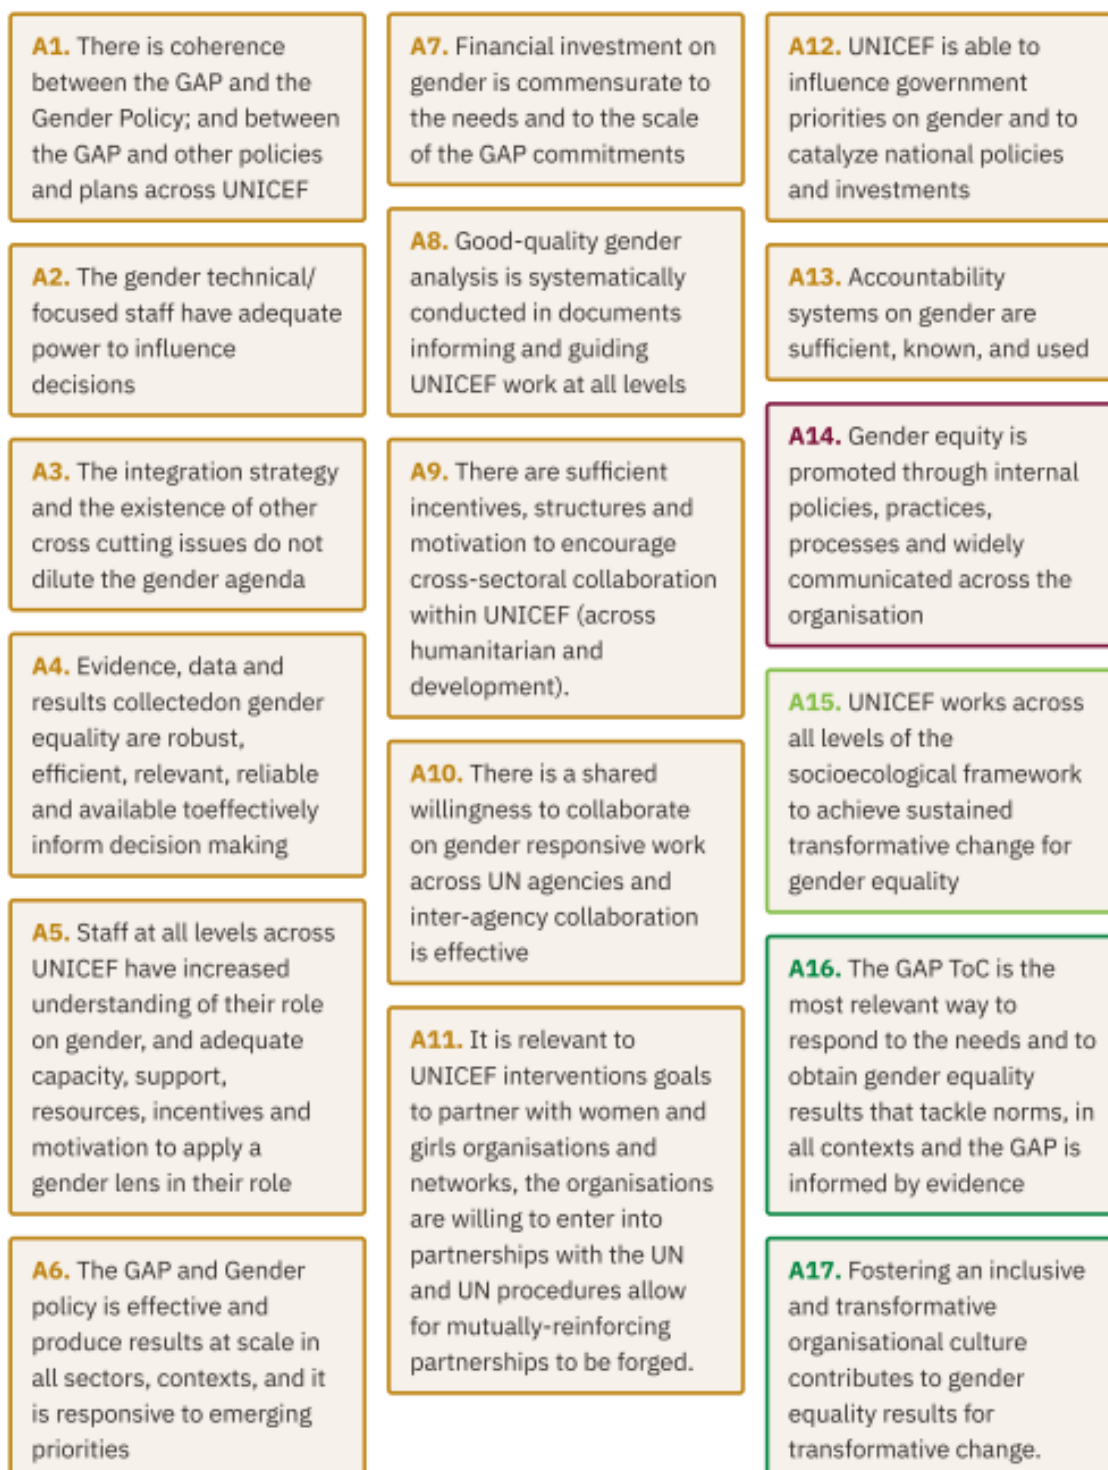 A1. There is coherence
between the GAP and the
Gender Policy; and between
the GAP and other policies
and plans across UNICEF
A2. The gender technical/
focused staff have adequate
power to influence
decisions
A3. The integration strategy
and the existence of other
cross cutting issues do not
dilute the gender agenda
A4. Evidence, data and
results collectedon gender
equality are robust,
efficient, relevant, reliable
and available toeffectively
inform decision making
A5. Staff at all levels across
UNICEF have increased
understanding of their role
on gender, and adequate
capacity, support,
resources, incentives and
motivation to apply a
gender lens in their role
A6. The GAP and Gender
policy is effective and
produce results at scale in
all sectors, contexts, and it
is responsive to emerging
priorities
A7. Financial investment on
gender is commensurate to
the needs and to the scale
of the GAP commitments
A8. Good-quality gender
analysis is systematically
conducted in documents
informing and guiding
UNICEF work at all levels
A9. There are sufficient
incentives, structures and
motivation to encourage
cross-sectoral collaboration
within UNICEF (across
humanitarian and
development).
A10. There is a shared
willingness to collaborate
on gender responsive work
across UN agencies and
inter-agency collaboration
is effective
A11. It is relevant to
UNICEF interventions goals
to partner with women and
girls organisations and
networks, the organisations
are willing to enter into
partnerships with the UN
and UN procedures allow
for mutually-reinforcing
partnerships to be forged.
A12. UNICEF is able to
influence government
priorities on gender and to
catalyze national policies
and investments
A13. Accountability
systems on gender are
sufficient, known, and used
A14. Gender equity is
promoted through internal
policies, practices,
processes and widely
communicated across the
organisation
A15. UNICEF works across
all levels of the
socioecological framework
to achieve sustained
transformative change for
gender equality
A16. The GAP ToC is the
most relevant way to
respond to the needs and to
obtain gender equality
results that tackle norms, in
all contexts and the GAP is
informed by evidence
A17. Fostering an inclusive
and transformative
organisational culture
contributes to gender
equality results for
transformative change.